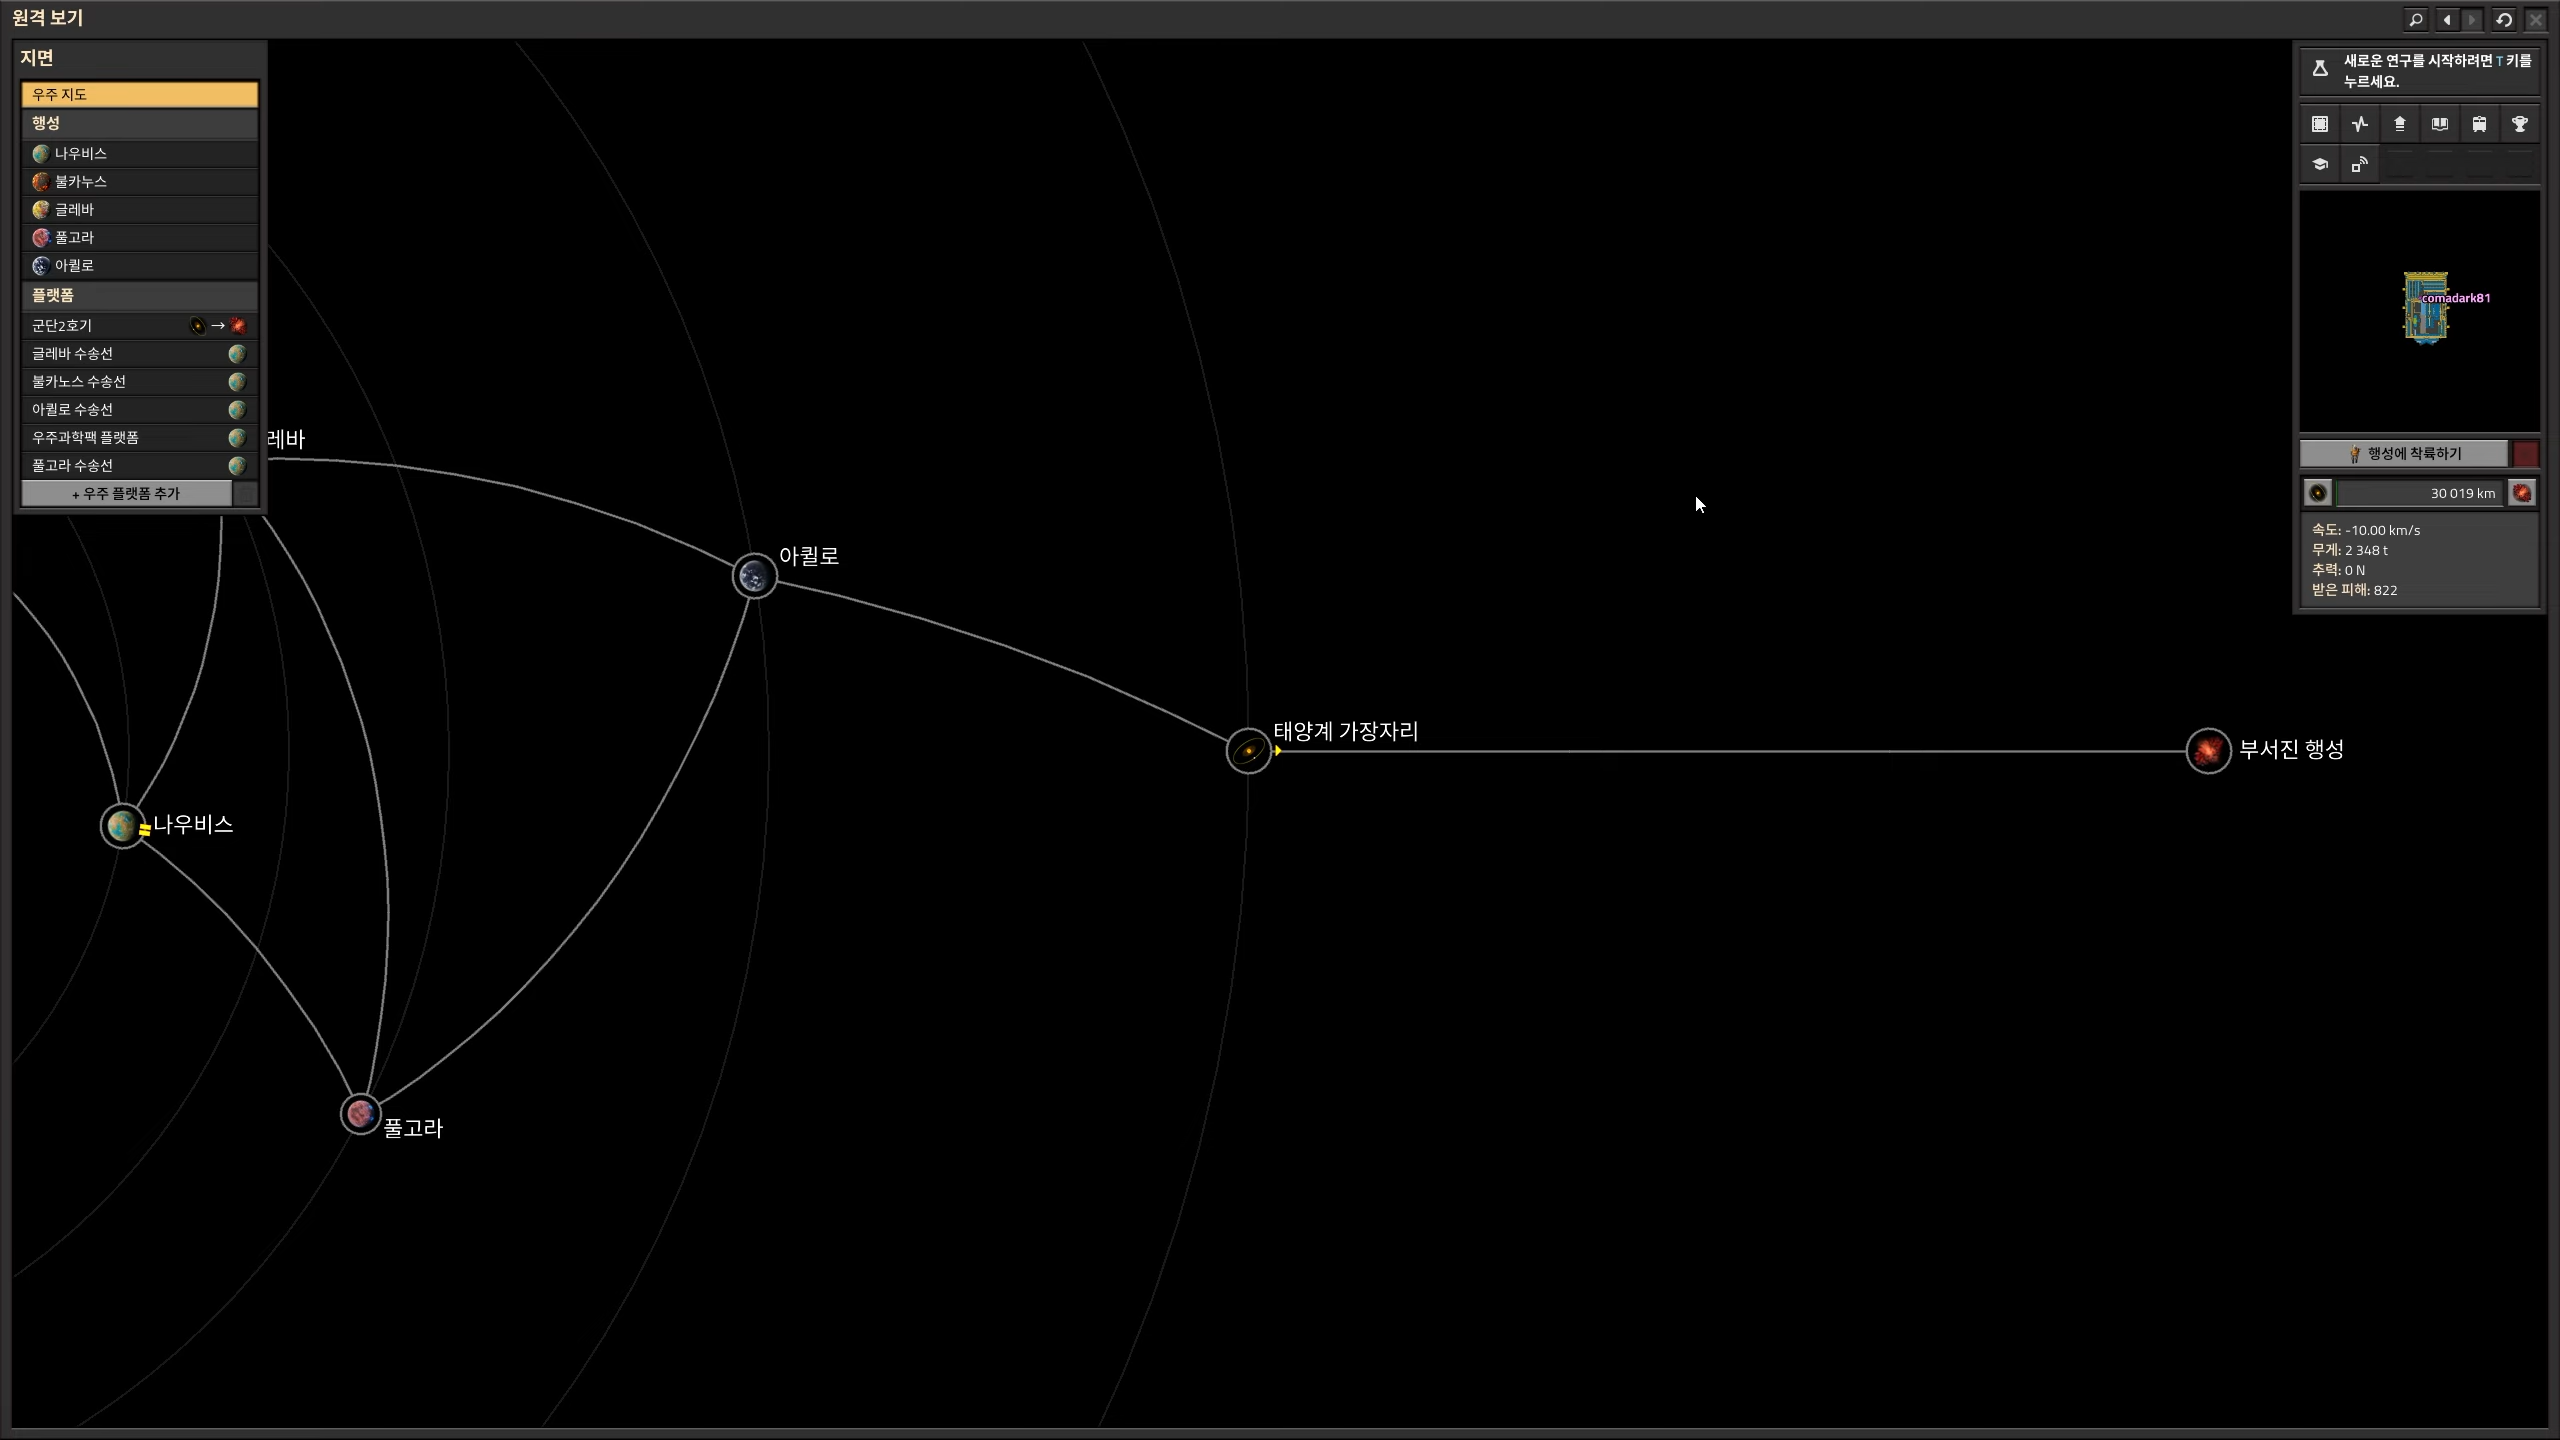 원격 보기
지면
우주 지도
행성
나우비스
불카누스
글레바
풀고라
아퀼로
플랫폼
군단2호기
글레바 수송선
불카노스 수송선
아퀼로 수송선
우주과학팩 플랫폼
풀고라 수송선
+ 우주 플랫폼 추가
레바
아퀼로
태양계 가장자리
부서진 행성
나우비스
풀고라
새로운 연구를 시작하려면 T 키를
누르세요.
comadark81
행성에 착륙하기
30 019 km
속도: -10.00 km/s
무게: 2 348 t
추력: 0 N
받은 피해: 822